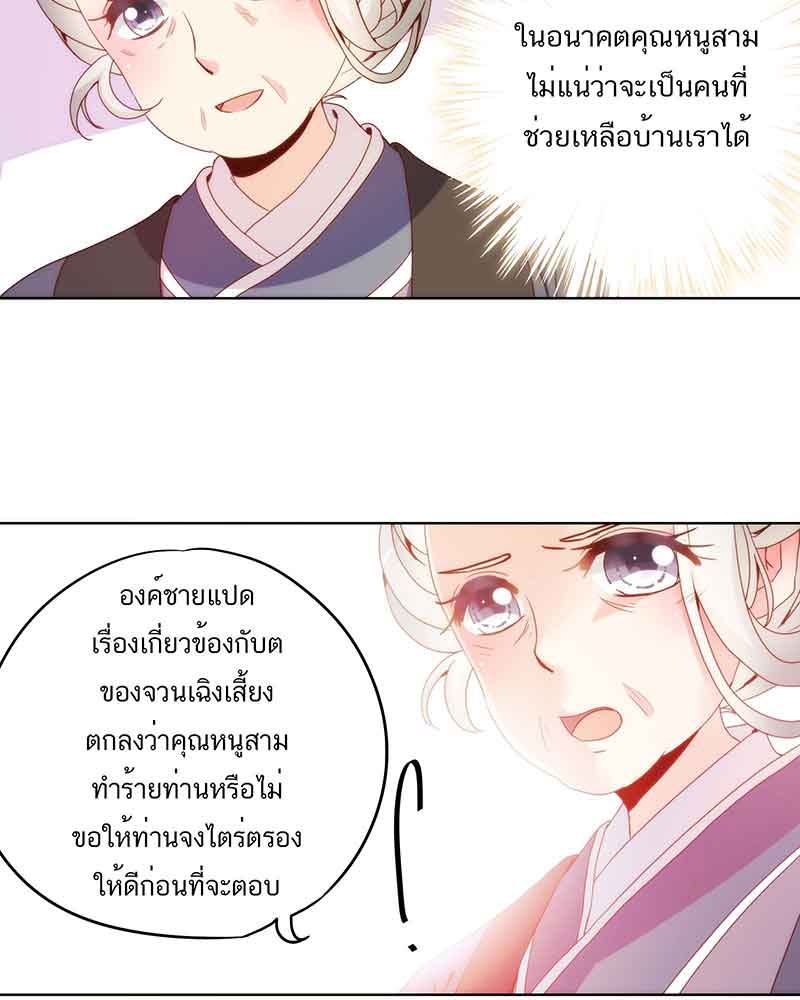 ในอนาคตคุณหนูสาม
ไม่แน่ว่าจะเป็นคนที่
ช่วยเหลือบ้านเราได้
องค์ชายแปด
เรื่องเกี่ยวข้องกับต
ของจวนเฉิงเสี้ยง
ตกลงว่าคุณหนูสาม
ทำร้ายท่านหรือไม่
ขอให้ท่านจงไตร่ตรอง
ให้ดีก่อนที่จะตอบ